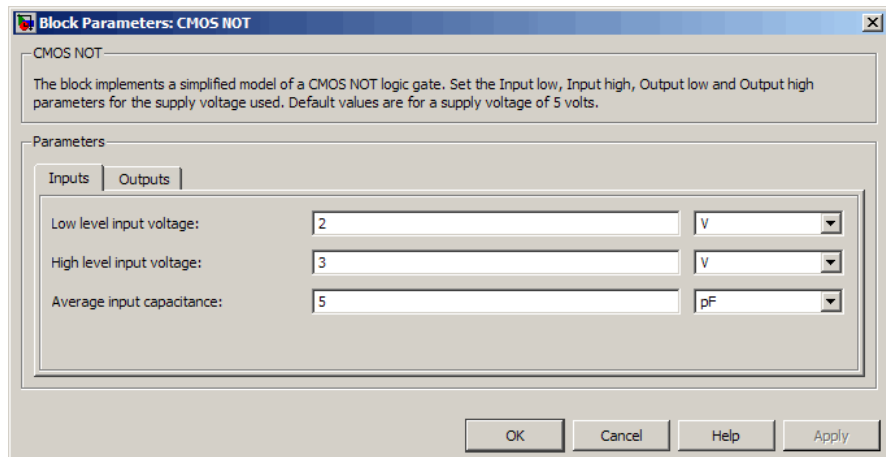 Block Parameters: CMOS NOT
CMOS NOT
The block implements a simplified model of a CMOS NOT logic gate. Set the Input low, Input high, Output low and Output high
parameters for the supply voltage used. Default values are for a supply voltage of 5 volts.
Parameters
Inputs Outputs
Low level input voltage: 2 V
High level input voltage: 3 V
Average input capacitance: 5 pF
OK Cancel Help Apply